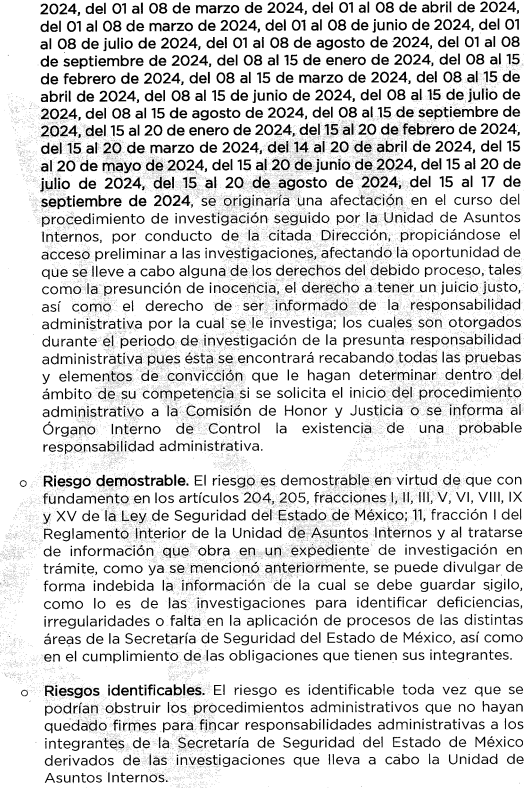 2024, del 01 al 08 de marzo de 2024, del 01 al 08 de abril de 2024,
del 01 al 08 de marzo de 2024, del 01 al 08 de junio de 2024, del 01
al 08 de julio de 2024, del 01 al 08 de agosto de 2024, del 01 al 08
de septiembre de 2024, del 08 al 15 de enero de 2024, del 08 al 15
de febrero de 2024, del 08 al 15 de marzo de 2024, del 08 al 15 de
abril de 2024, del 08 al 15 de junio de 2024, del 08 al 15 de julio de
2024, del 08 al 15 de agosto de 2024, del 08 al 15 de septiembre de
2024, del 15 al 20 de enero de 2024, del 15 al 20 de febrero de 2024,
del 15 al 20 de marzo de 2024, del 14 al 20 de abril de 2024, del 15
al 20 de mayo de 2024, del 15 al 20 de junio de 2024, del 15 al 20 de
julio de 2024, del 15 al 20 de agosto de 2024, del 15 al 17 de
septiembre de 2024, se originaría una afectación en el curso del
procedimiento de investigación seguido por la Unidad de Asuntos
Internos, por conducto de la citada Dirección, propiciándose el
acceso preliminar a las investigaciones, afectando la oportunidad de
que se lleve a cabo alguna de los derechos del debido proceso, tales
como la presunción de inocencia, el derecho a tener un juicio justo,
así como el derecho de ser informado de la responsabilidad
administrativa por la cual se le investiga; los cuales son otorgados
durante el periodo de investigación de la presunta responsabilidad
administrativa pues ésta se encontrará recabando todas las pruebas
y elementos de convicción que le hagan determinar dentro del
ámbito de su competencia si se solicita el inicio del procedimiento
administrativo a la Comisión de Honor y Justicia o se informa al
Órgano Interno de Control la existencia de una probable
responsabilidad administrativa.
o Riesgo demostrable. El riesgo es demostrable en virtud de que con
fundamento en los artículos 204, 205, fracciones I, II, III, V, VI, VIII, IX
y XV de la Ley de Seguridad del Estado de México; 11, fracción I del
Reglamento Interior de la Unidad de Asuntos Internos y al tratarse
de información que obra en un expediente de investigación en
trámite, como ya se mencionó anteriormente, se puede divulgar de
forma indebida la información de la cual se debe guardar sigilo,
como lo es de las investigaciones para identificar deficiencias,
irregularidades o falta en la aplicación de procesos de las distintas
áreas de la Secretaría de Seguridad del Estado de México, así como
en el cumplimiento de las obligaciones que tienen sus integrantes.
o Riesgos identificables. El riesgo es identificable toda vez que se
podrían obstruir los procedimientos administrativos que no hayan
quedado firmes para fincar responsabilidades administrativas a los
integrantes de la Secretaría de Seguridad del Estado de México
derivados de las investigaciones que lleva a cabo la Unidad de
Asuntos Internos.